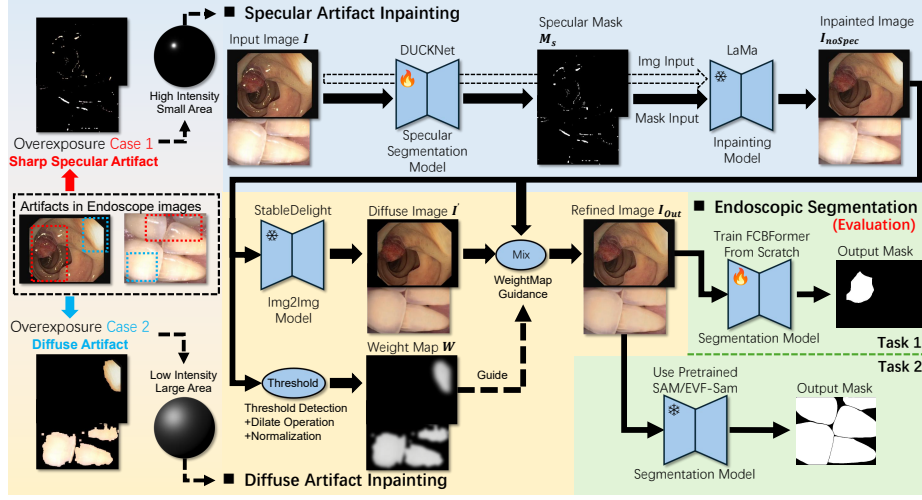 ■ Specular Artifact Inpainting
Input Image I
DUCKNet
Specular Mask
M_s
LaMa
Inpainted Image
I_noSpec
Img Input
Mask Input
Specular
Segmentation
Model
Inpainting
Model
High Intensity
Small Area
Overexposure Case 1
Sharp Specular Artifact
Artifacts in Endoscope images
Overexposure Case 2
Diffuse Artifact
Low Intensity
Large Area
StableDelight
Img2Img
Model
Diffuse Image I'
Mix
WeightMap
Guidance
Refined Image I_Out
Weight Map W
Guide
Threshold
Threshold Detection
+Dilate Operation
+Normalization
■ Diffuse Artifact Inpainting
■ Endoscopic Segmentation
(Evaluation)
Train FCBFormer
From Scratch
Output Mask
Segmentation Model
Task 1
Task 2
Use Pretrained
SAM/EVF-Sam
Output Mask
Segmentation Model